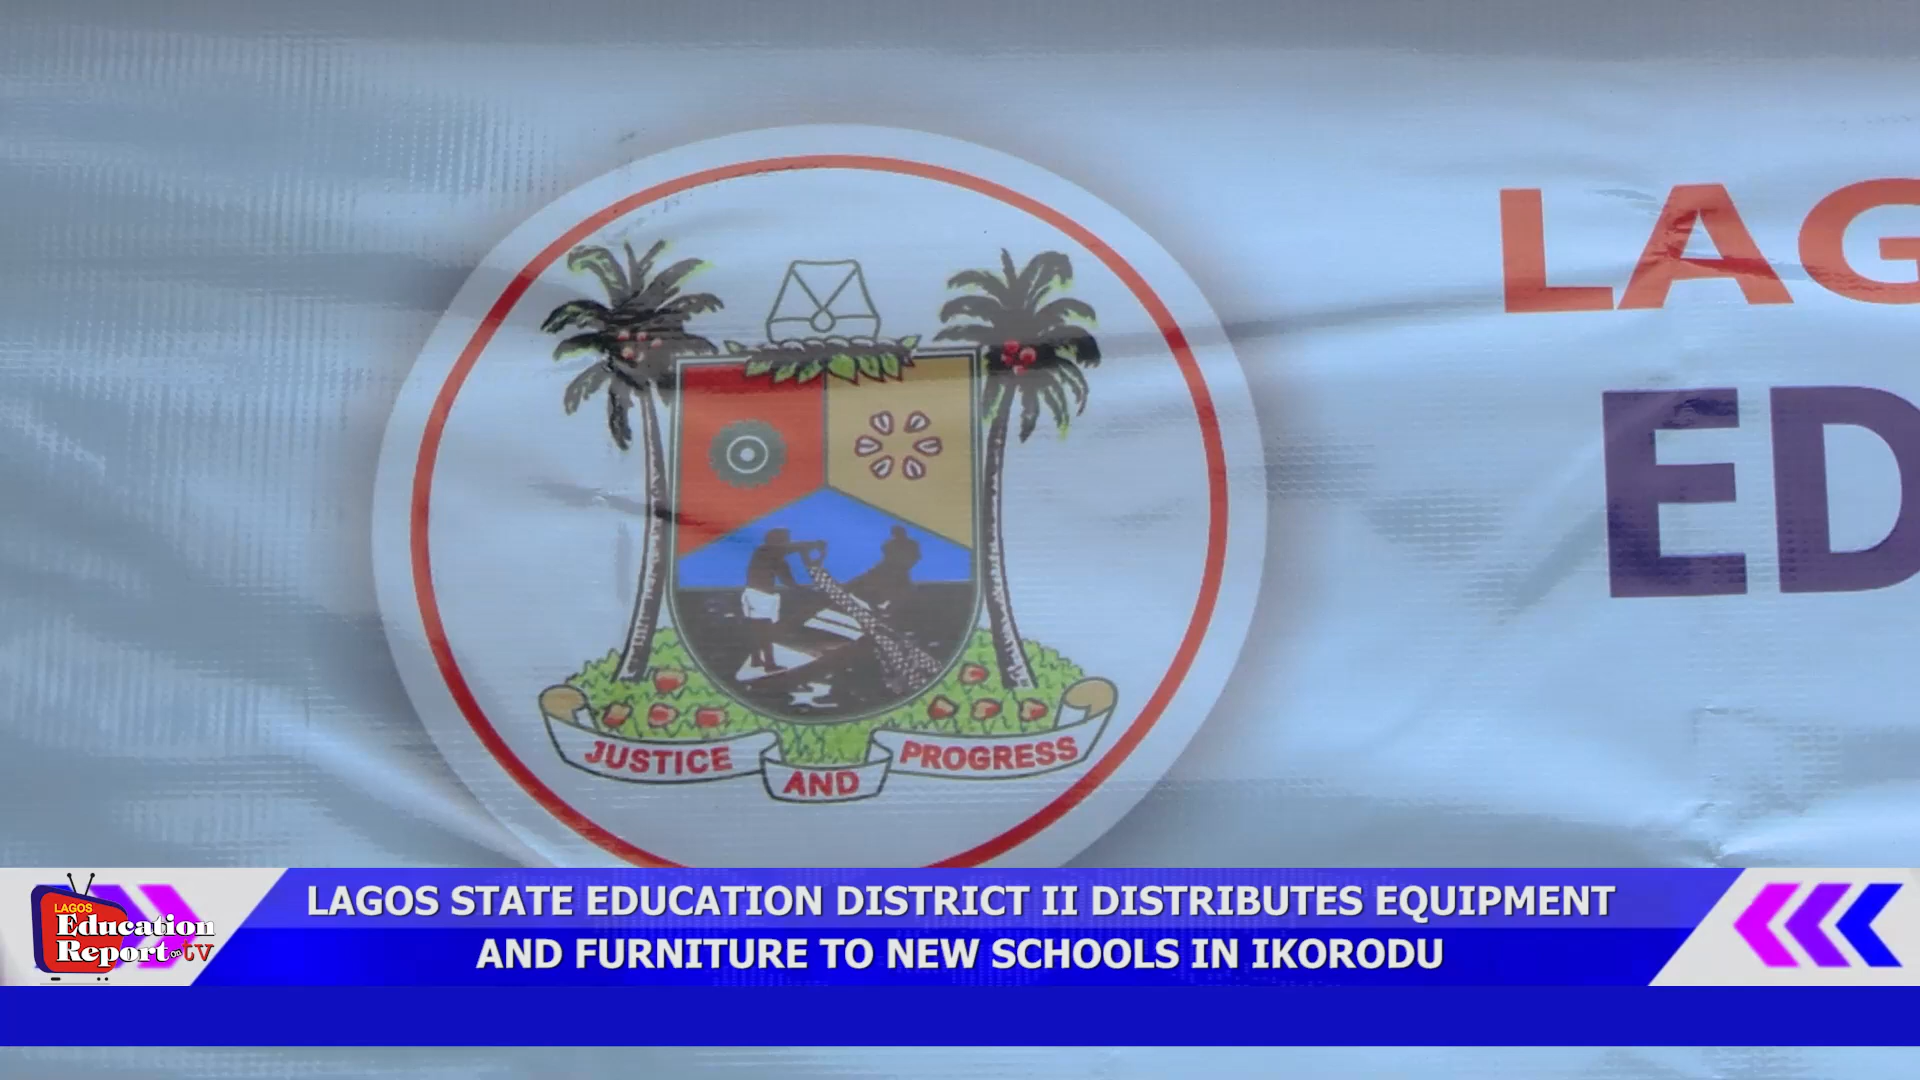 LAG
ED
JUSTICE AND PROGRESS
LAGOS STATE EDUCATION DISTRICT II DISTRIBUTES EQUIPMENT
AND FURNITURE TO NEW SCHOOLS IN IKORODU
LAGOS
Education
Report on tv